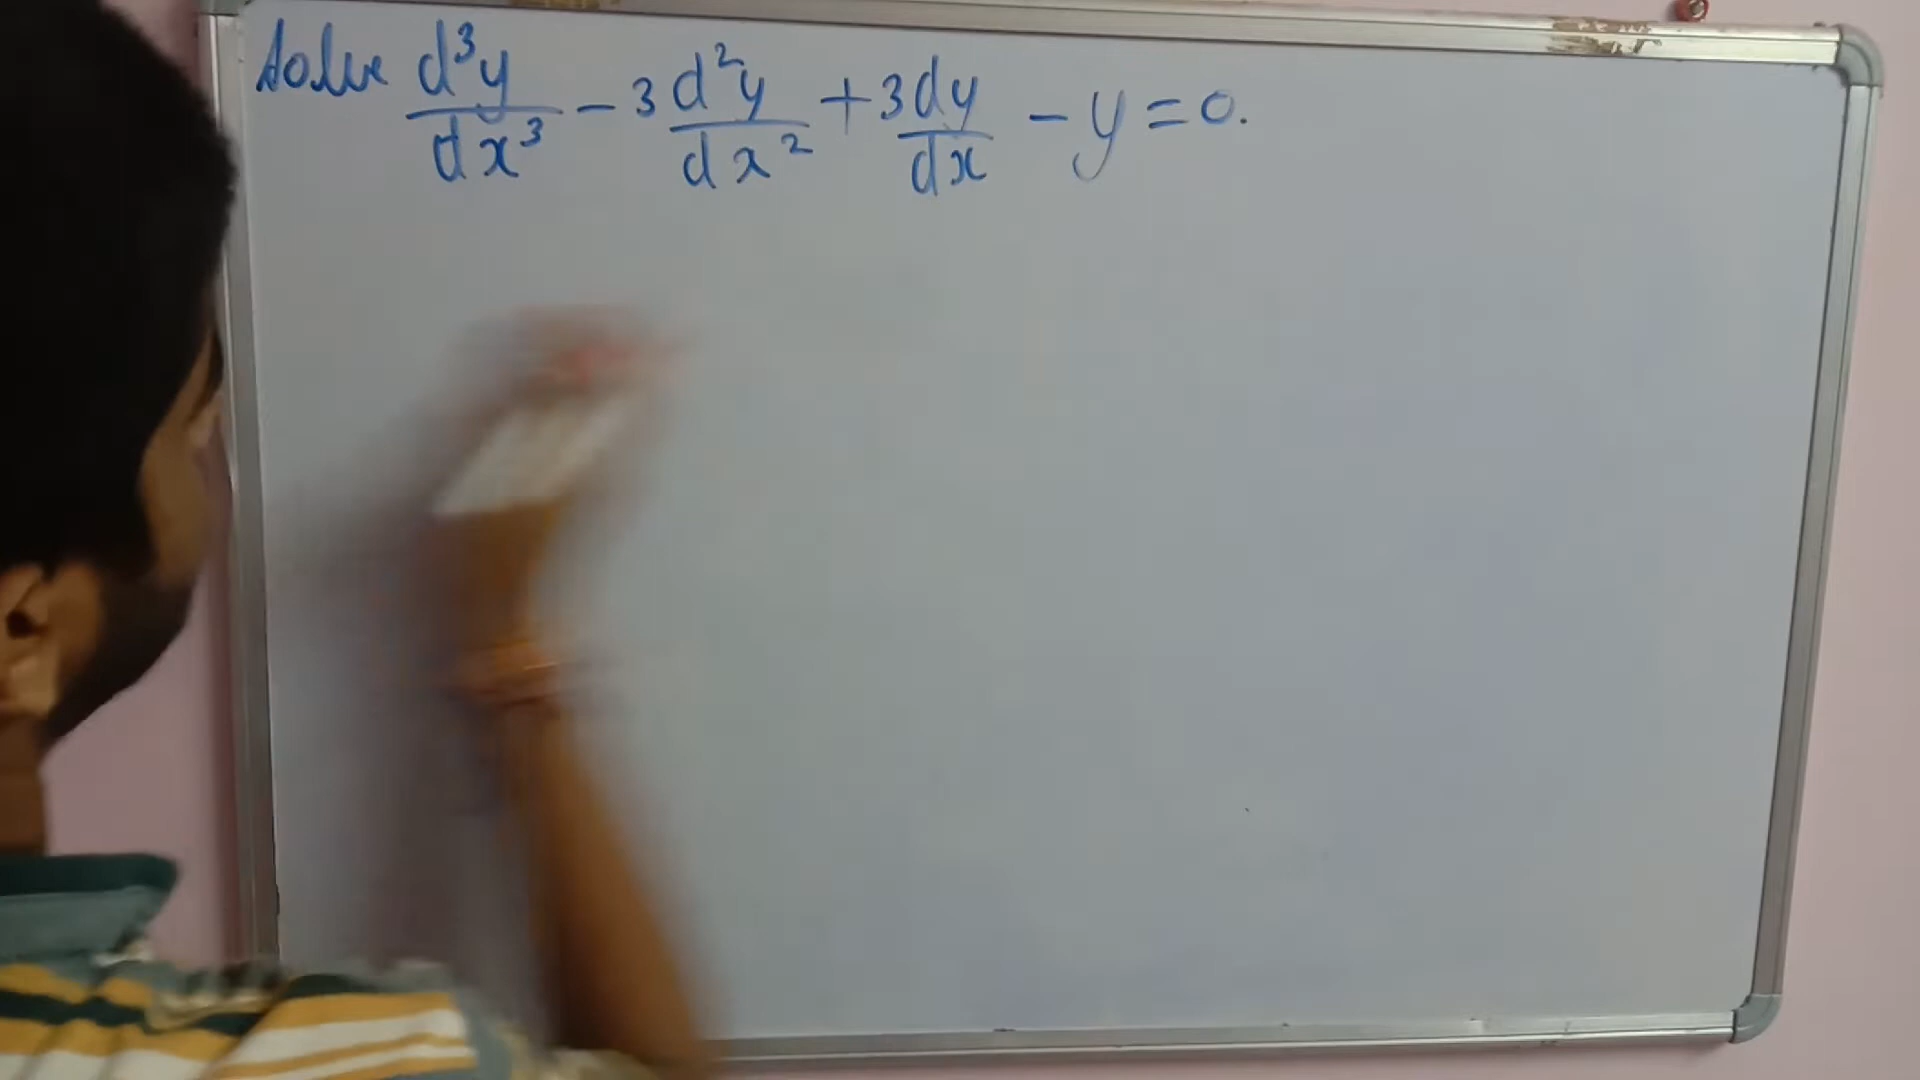 Solve d³y/dx³ - 3 d²y/dx² + 3 dy/dx - y = 0.